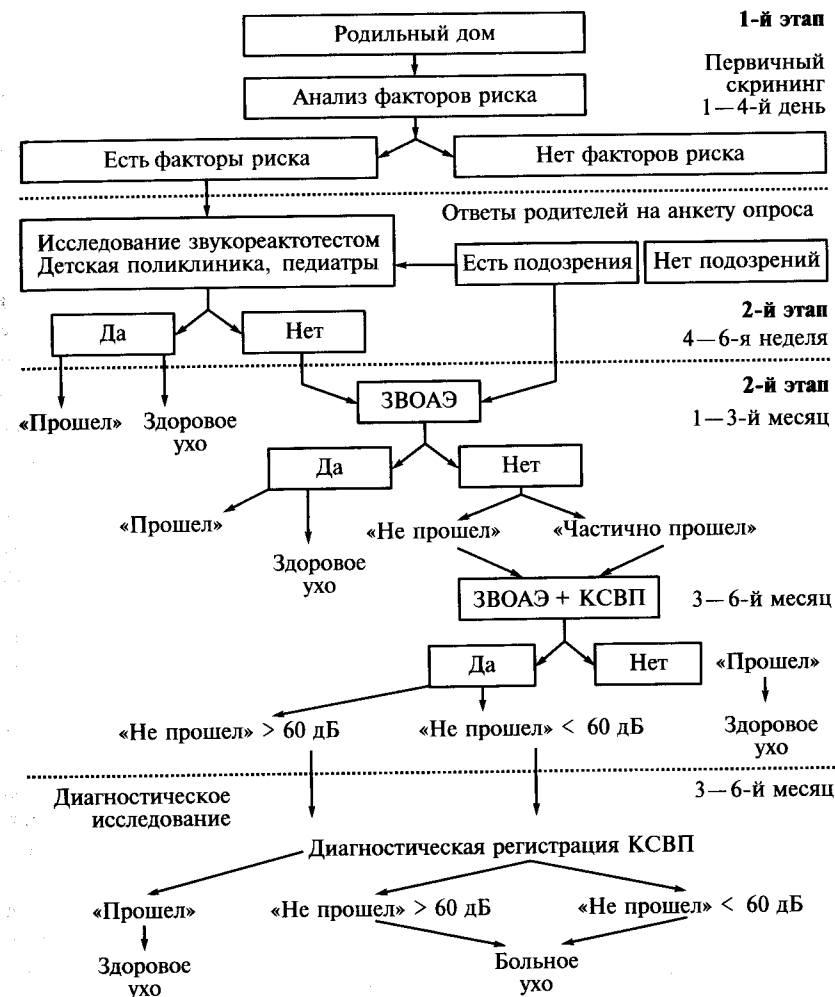 1-й этап
Родильный дом
Первичный
скрининг
1—4-й день
Анализ факторов риска
Есть факторы риска
Нет факторов риска
Ответы родителей на анкету опроса
Исследование звукореактотестом
Детская поликлиника, педиатры
Есть подозрения
Нет подозрений
2-й этап
4—6-я неделя
Да
Нет
2-й этап
1—3-й месяц
ЗВОАЭ
«Прошел»
Здоровое
ухо
Да
Нет
«Прошел»
«Не прошел»
«Частично прошел»
Здоровое
ухо
ЗВОАЭ + КСВП
3—6-й месяц
Да
Нет
«Прошел»
«Не прошел» > 60 дБ
«Не прошел» < 60 дБ
Здоровое
ухо
3—6-й месяц
Диагностическое
исследование
Диагностическая регистрация КСВП
«Прошел»
«Не прошел» > 60 дБ
«Не прошел» < 60 дБ
Здоровое
ухо
Больное
ухо